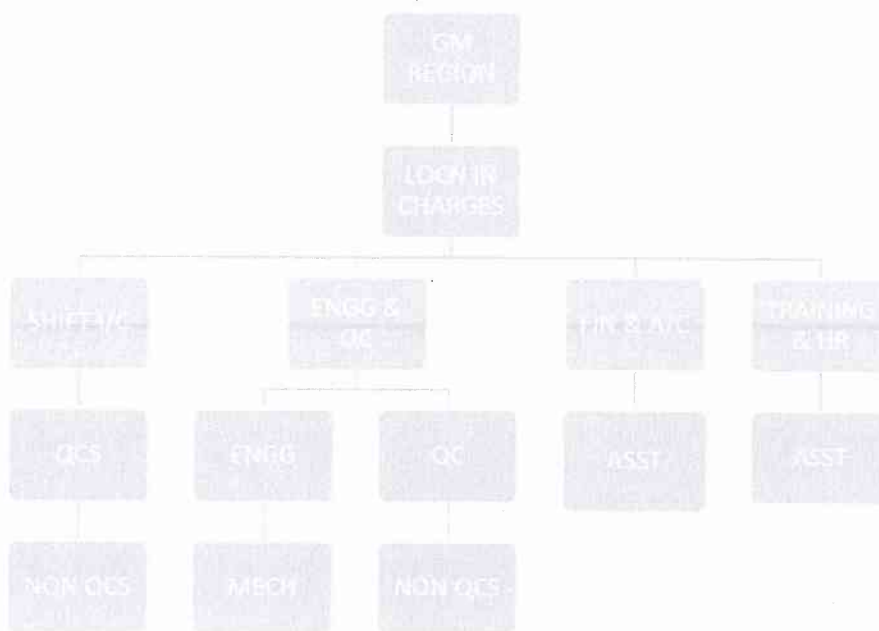 GM
REGION
LOCN IN
CHARGES
SHIFT I/C
ENGG &
QC
FIN & A/C
TRAINING
& HR
QCS
ENGG
QC
ASST
ASST
NON QCS
MECH
NON QCS